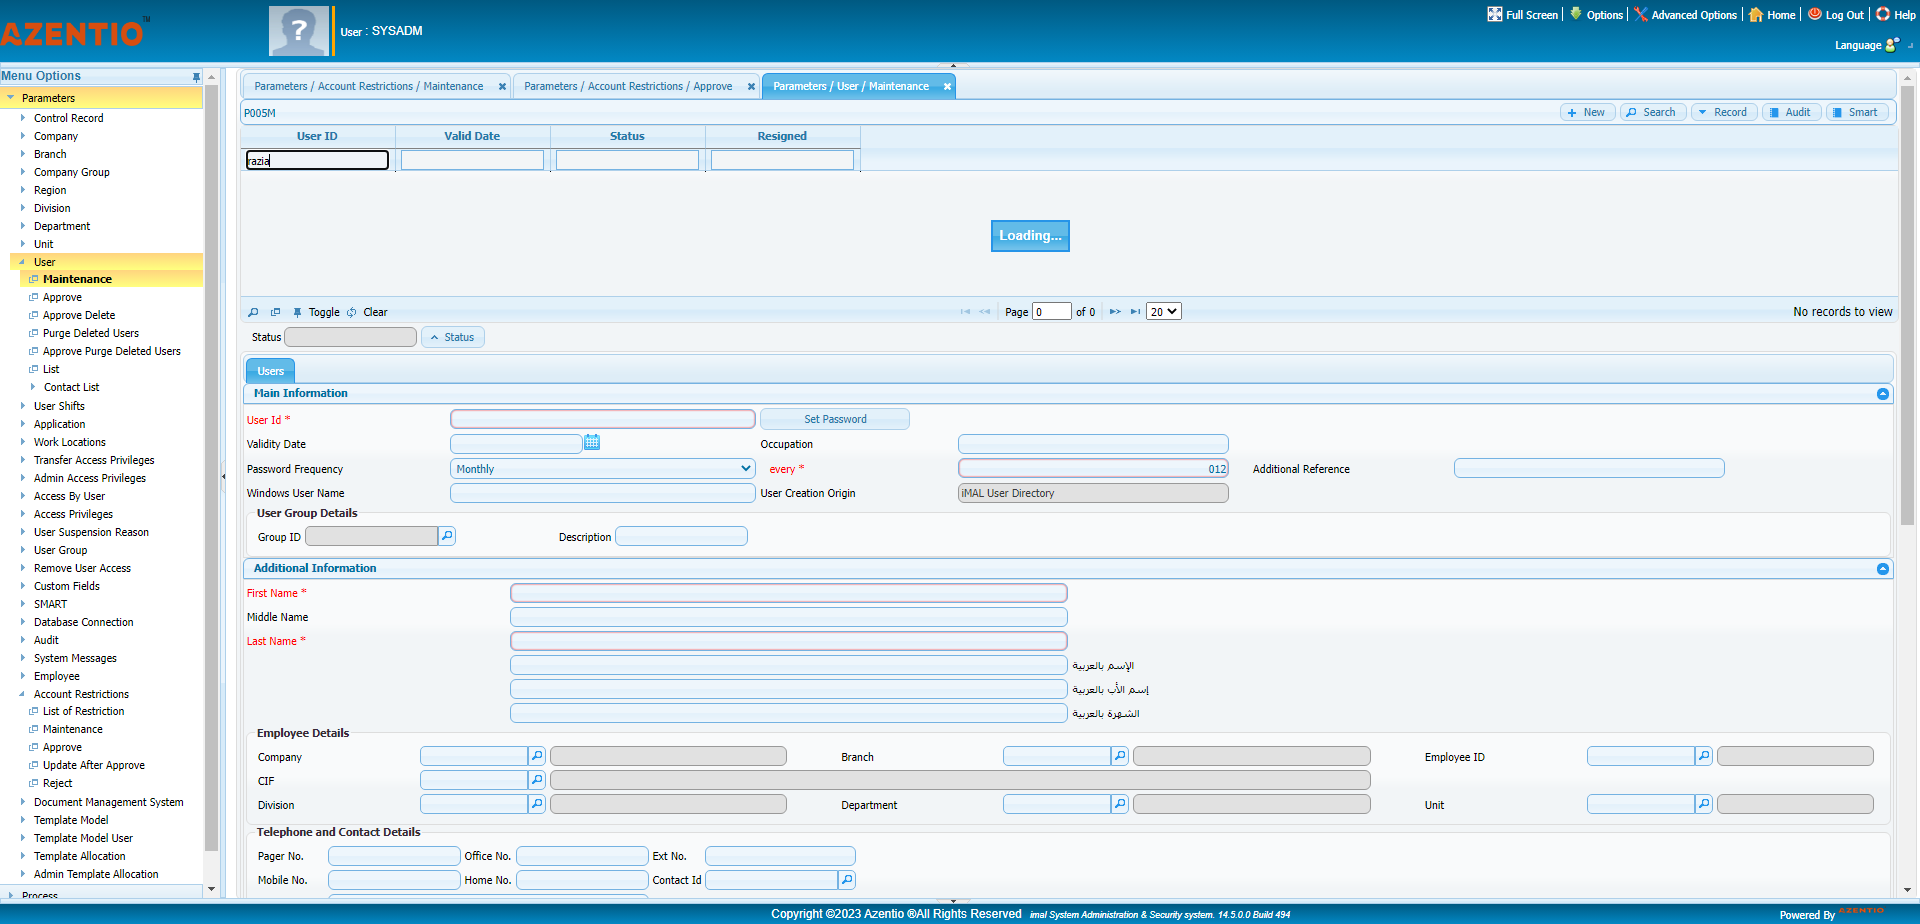 AZENTIO™
User : SYSADM
Full Screen
Options
Advanced Options
Home
Log Out
Help
Language
Menu Options
Parameters
Control Record
Company
Branch
Company Group
Region
Division
Department
Unit
User
Maintenance
Approve
Approve Delete
Purge Deleted Users
Approve Purge Deleted Users
List
Contact List
User Shifts
Application
Work Locations
Transfer Access Privileges
Admin Access Privileges
Access By User
Access Privileges
User Suspension Reason
User Group
Remove User Access
Custom Fields
SMART
Database Connection
Audit
System Messages
Employee
Account Restrictions
List of Restriction
Maintenance
Approve
Update After Approve
Reject
Document Management System
Template Model
Template Model User
Template Allocation
Admin Template Allocation
Process
Parameters / Account Restrictions / Maintenance
Parameters / Account Restrictions / Approve
Parameters / User / Maintenance
P005M
New
Search
Record
Audit
Smart
User ID Valid Date Status Resigned
razia
Loading...
Toggle Clear
Page 0 of 0 20
No records to view
Status Status
Users
Main Information
User Id * Set Password
Validity Date Occupation
Password Frequency Monthly every * 012 Additional Reference
Windows User Name User Creation Origin iMAL User Directory
User Group Details
Group ID Description
Additional Information
First Name *
Middle Name
Last Name *
الإسم بالعربية
إسم الأب بالعربية
الشهرة بالعربية
Employee Details
Company Branch Employee ID
CIF
Division Department Unit
Telephone and Contact Details
Pager No. Office No. Ext No.
Mobile No. Home No. Contact Id
Copyright ©2023 Azentio ®All Rights Reserved imal System Administration & Security system. 14.5.0.0 Build 494
Powered By AZENTIO